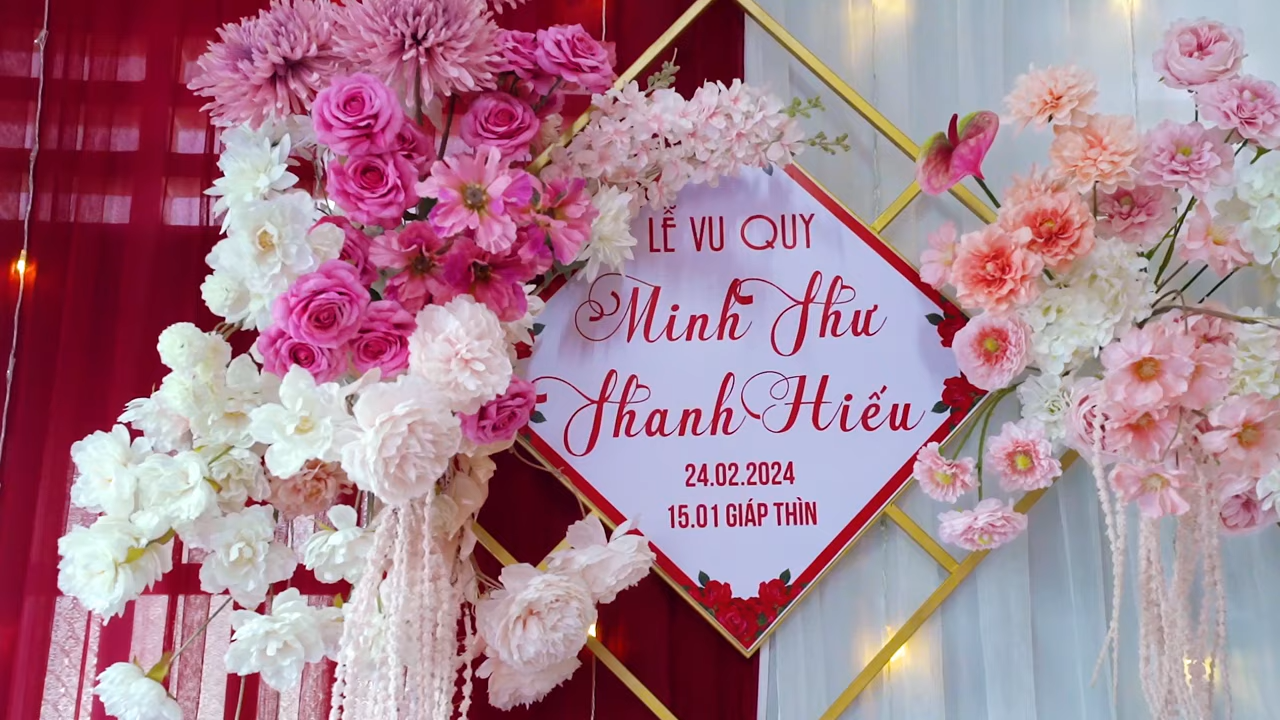 LỄ VU QUY
Minh Thư
Thanh Hiếu
24.02.2024
15.01 GIÁP THÌN